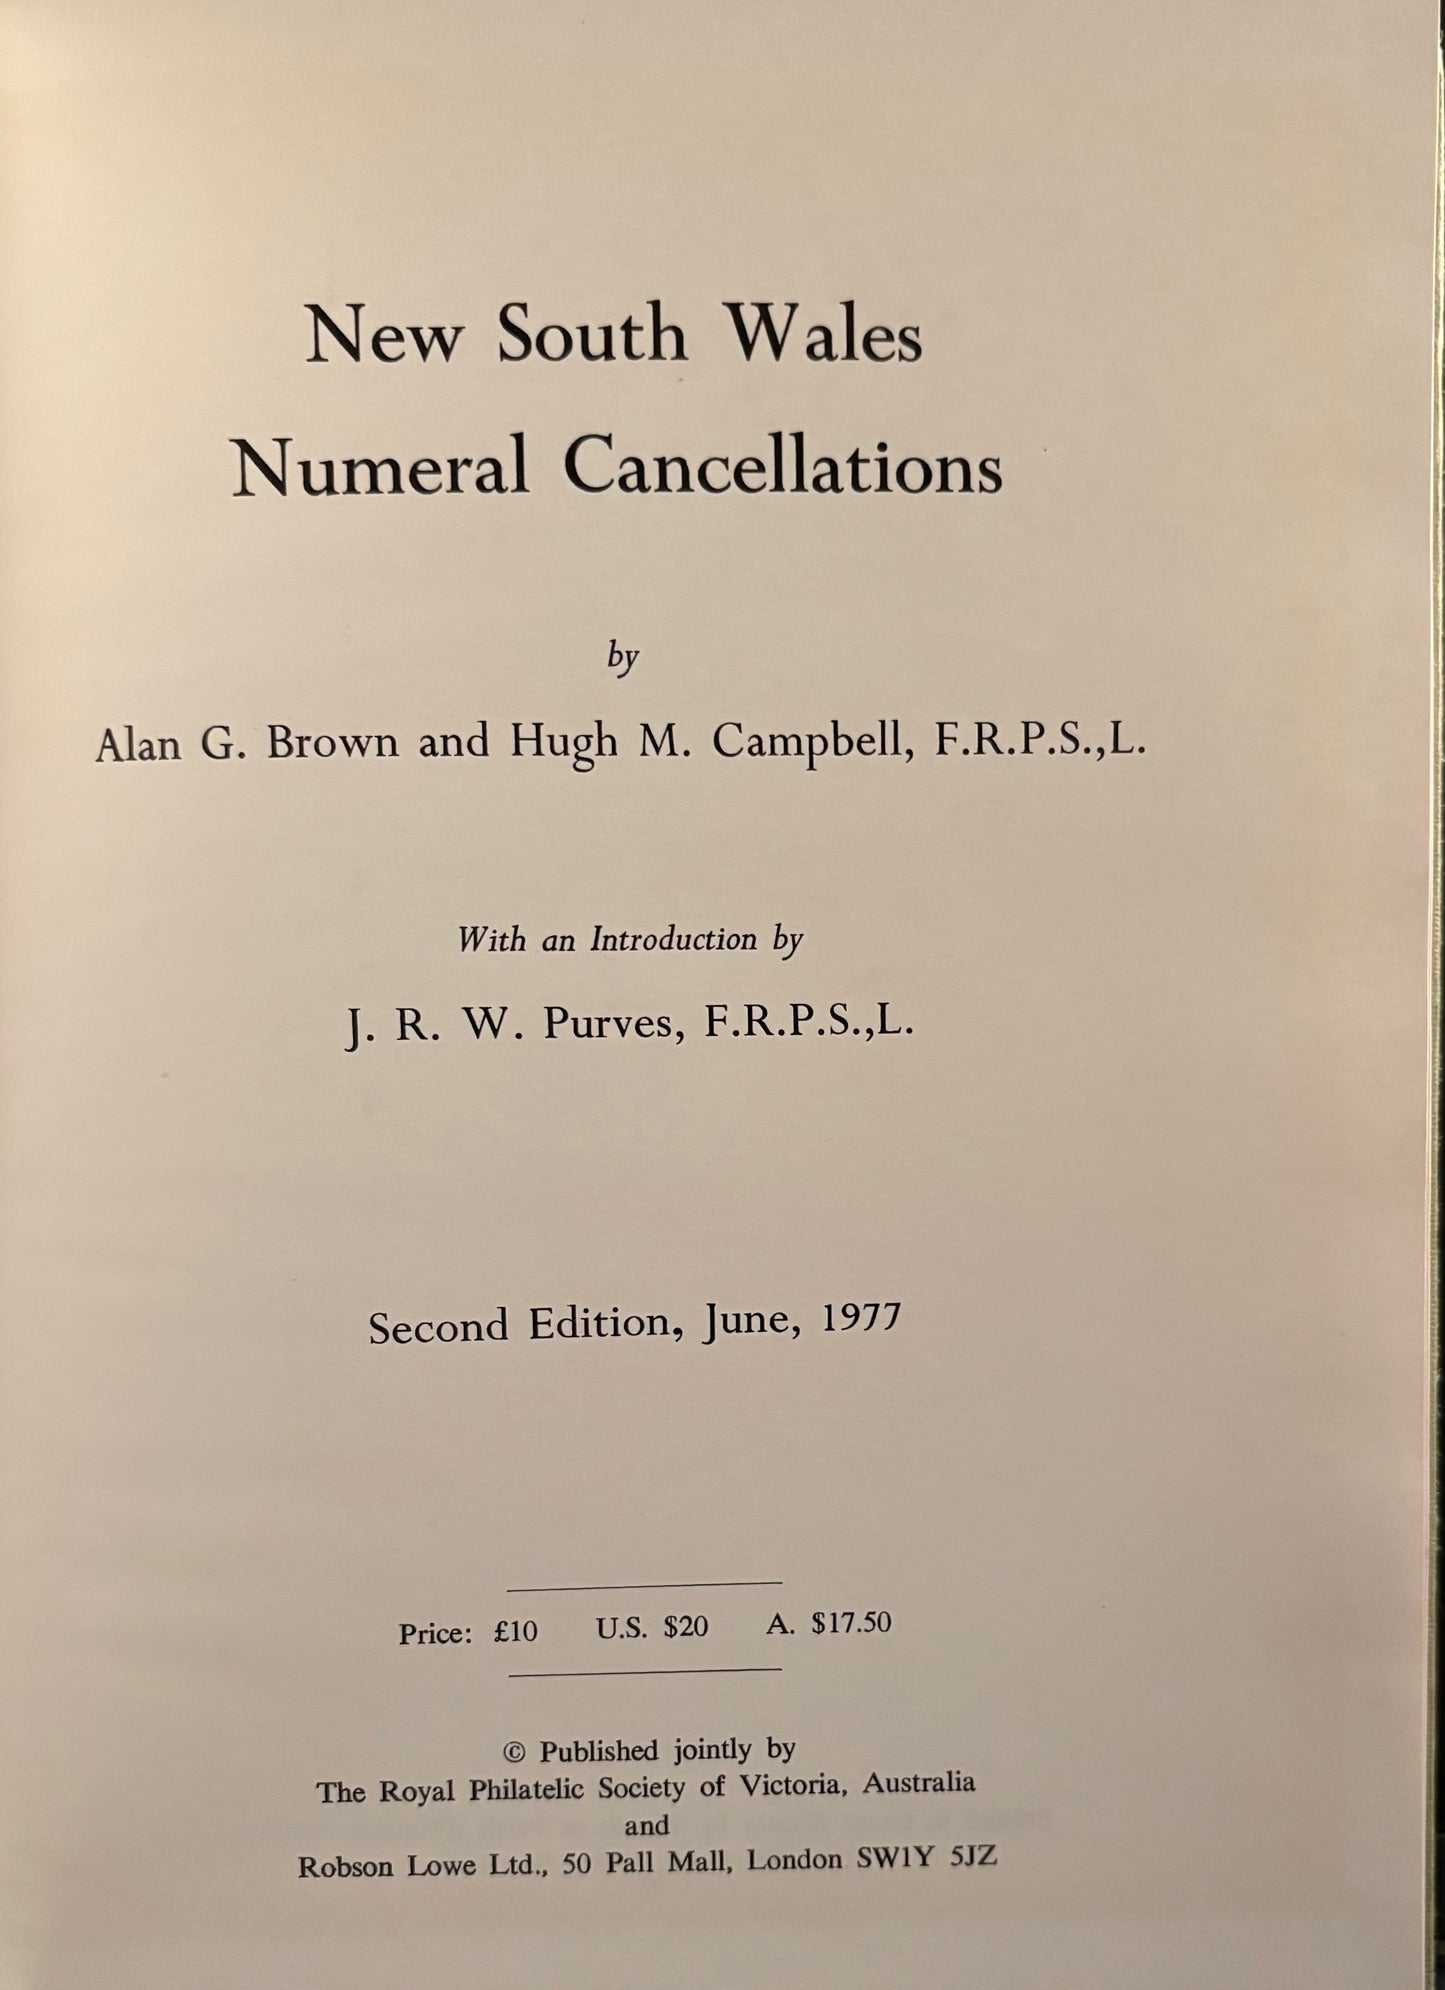 New South Wales
Numeral Cancellations
by
Alan G. Brown and Hugh M. Campbell, F.R.P.S.,L.
With an Introduction by
J. R. W. Purves, F.R.P.S.,L.
Second Edition, June, 1977
Price: £10 U.S. $20 A. $17.50
© Published jointly by
The Royal Philatelic Society of Victoria, Australia
and
Robson Lowe Ltd., 50 Pall Mall, London SW1Y 5JZ